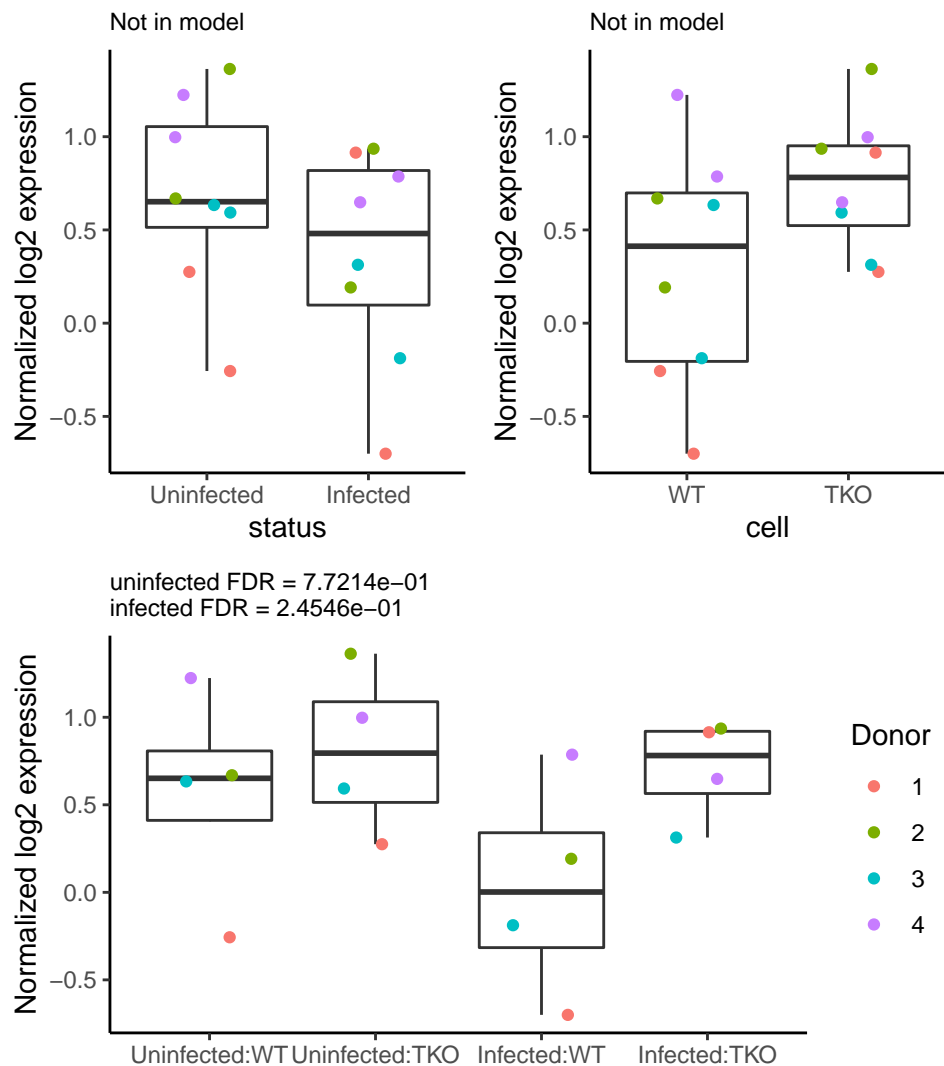 Not in model
Normalized log2 expression
1.0
0.5
0.0
−0.5
Uninfected Infected
status
Not in model
Normalized log2 expression
1.0
0.5
0.0
−0.5
WT TKO
cell
uninfected FDR = 7.7214e−01
infected FDR = 2.4546e−01
Normalized log2 expression
1.0
0.5
0.0
−0.5
Uninfected:WT Uninfected:TKO Infected:WT Infected:TKO
Donor
1
2
3
4